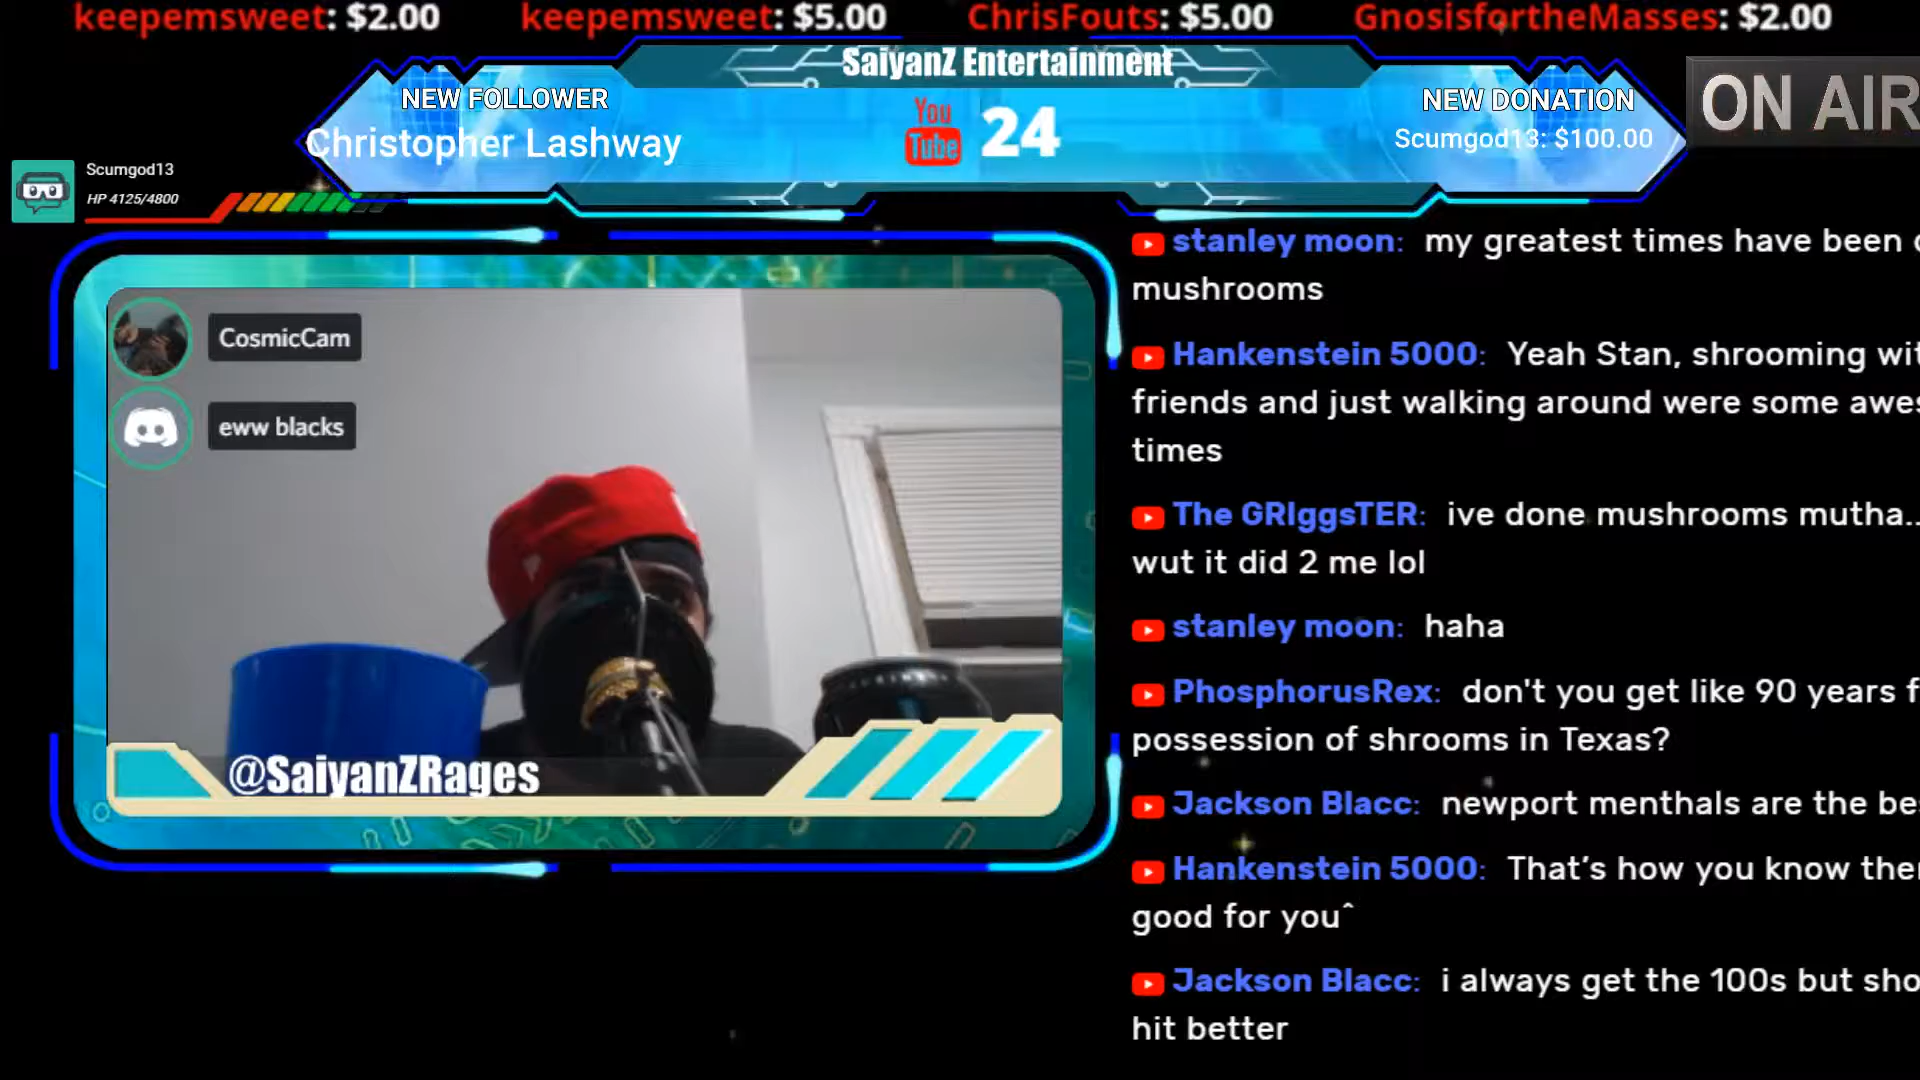 keepemsweet: $2.00 keepemsweet: $5.00 ChrisFouts: $5.00 GnosisfortheMasses: $2.00
SaiyanZ Entertainment
NEW FOLLOWER
Christopher Lashway
You
Tube
24
NEW DONATION
Scumgod13: $100.00
ON AIR
Scumgod13
HP 4125/4800
CosmicCam
eww blacks
@SaiyanZRages
stanley moon: my greatest times have been
mushrooms
Hankenstein 5000: Yeah Stan, shrooming
friends and just walking around were some
times
The GRIggsTER: ive done mushrooms mutha..
wut it did 2 me lol
stanley moon: haha
PhosphorusRex: don't you get like 90 years
possession of shrooms in Texas?
Jackson Blacc: newport menthals are the
Hankenstein 5000: That's how you know
good for you^
Jackson Blacc: i always get the 100s but
hit better